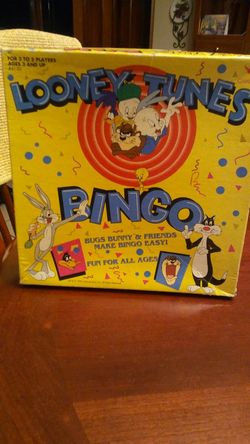 FOR 2 TO 5 PLAYERS
AGES 3 AND UP
LOONEY TUNES
BINGO
BUGS BUNNY & FRIENDS
MAKE BINGO EASY!
FUN FOR ALL AGES